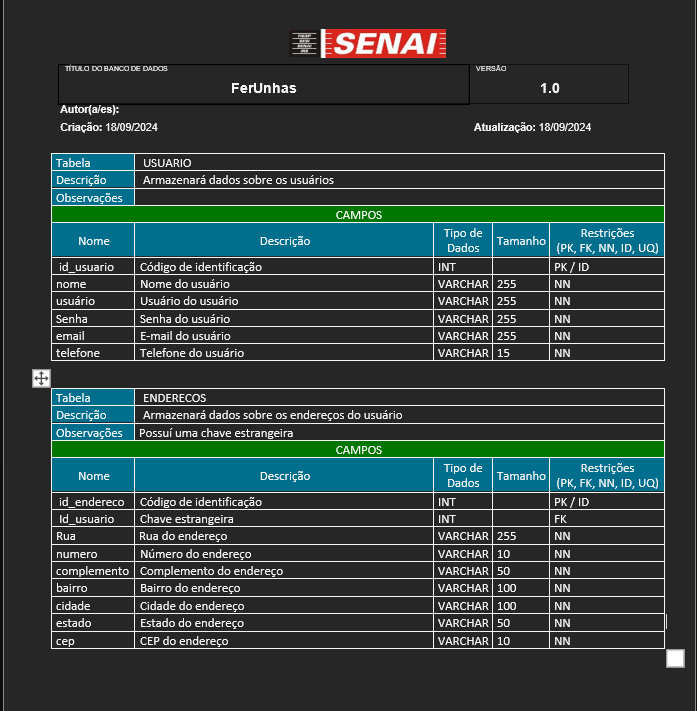 FIESP
SESI
SENAI
IRS
SENAI
TÍTULO DO BANCO DE DADOS VERSÃO
FerUnhas 1.0
Autor(a/es):
Criação: 18/09/2024 Atualização: 18/09/2024
Tabela USUARIO
Descrição Armazenará dados sobre os usuários
Observações
CAMPOS
Nome Descrição Tipo de Dados Tamanho Restrições (PK, FK, NN, ID, UQ)
id_usuario Código de identificação INT PK / ID
nome Nome do usuário VARCHAR 255 NN
usuário Usuário do usuário VARCHAR 255 NN
Senha Senha do usuário VARCHAR 255 NN
email E-mail do usuário VARCHAR 255 NN
telefone Telefone do usuário VARCHAR 15 NN
Tabela ENDERECOS
Descrição Armazenará dados sobre os endereços do usuário
Observações Possuí uma chave estrangeira
CAMPOS
Nome Descrição Tipo de Dados Tamanho Restrições (PK, FK, NN, ID, UQ)
id_endereco Código de identificação INT PK / ID
Id_usuario Chave estrangeira INT FK
Rua Rua do endereço VARCHAR 255 NN
numero Número do endereço VARCHAR 10 NN
complemento Complemento do endereço VARCHAR 50 NN
bairro Bairro do endereço VARCHAR 100 NN
cidade Cidade do endereço VARCHAR 100 NN
estado Estado do endereço VARCHAR 50 NN
cep CEP do endereço VARCHAR 10 NN